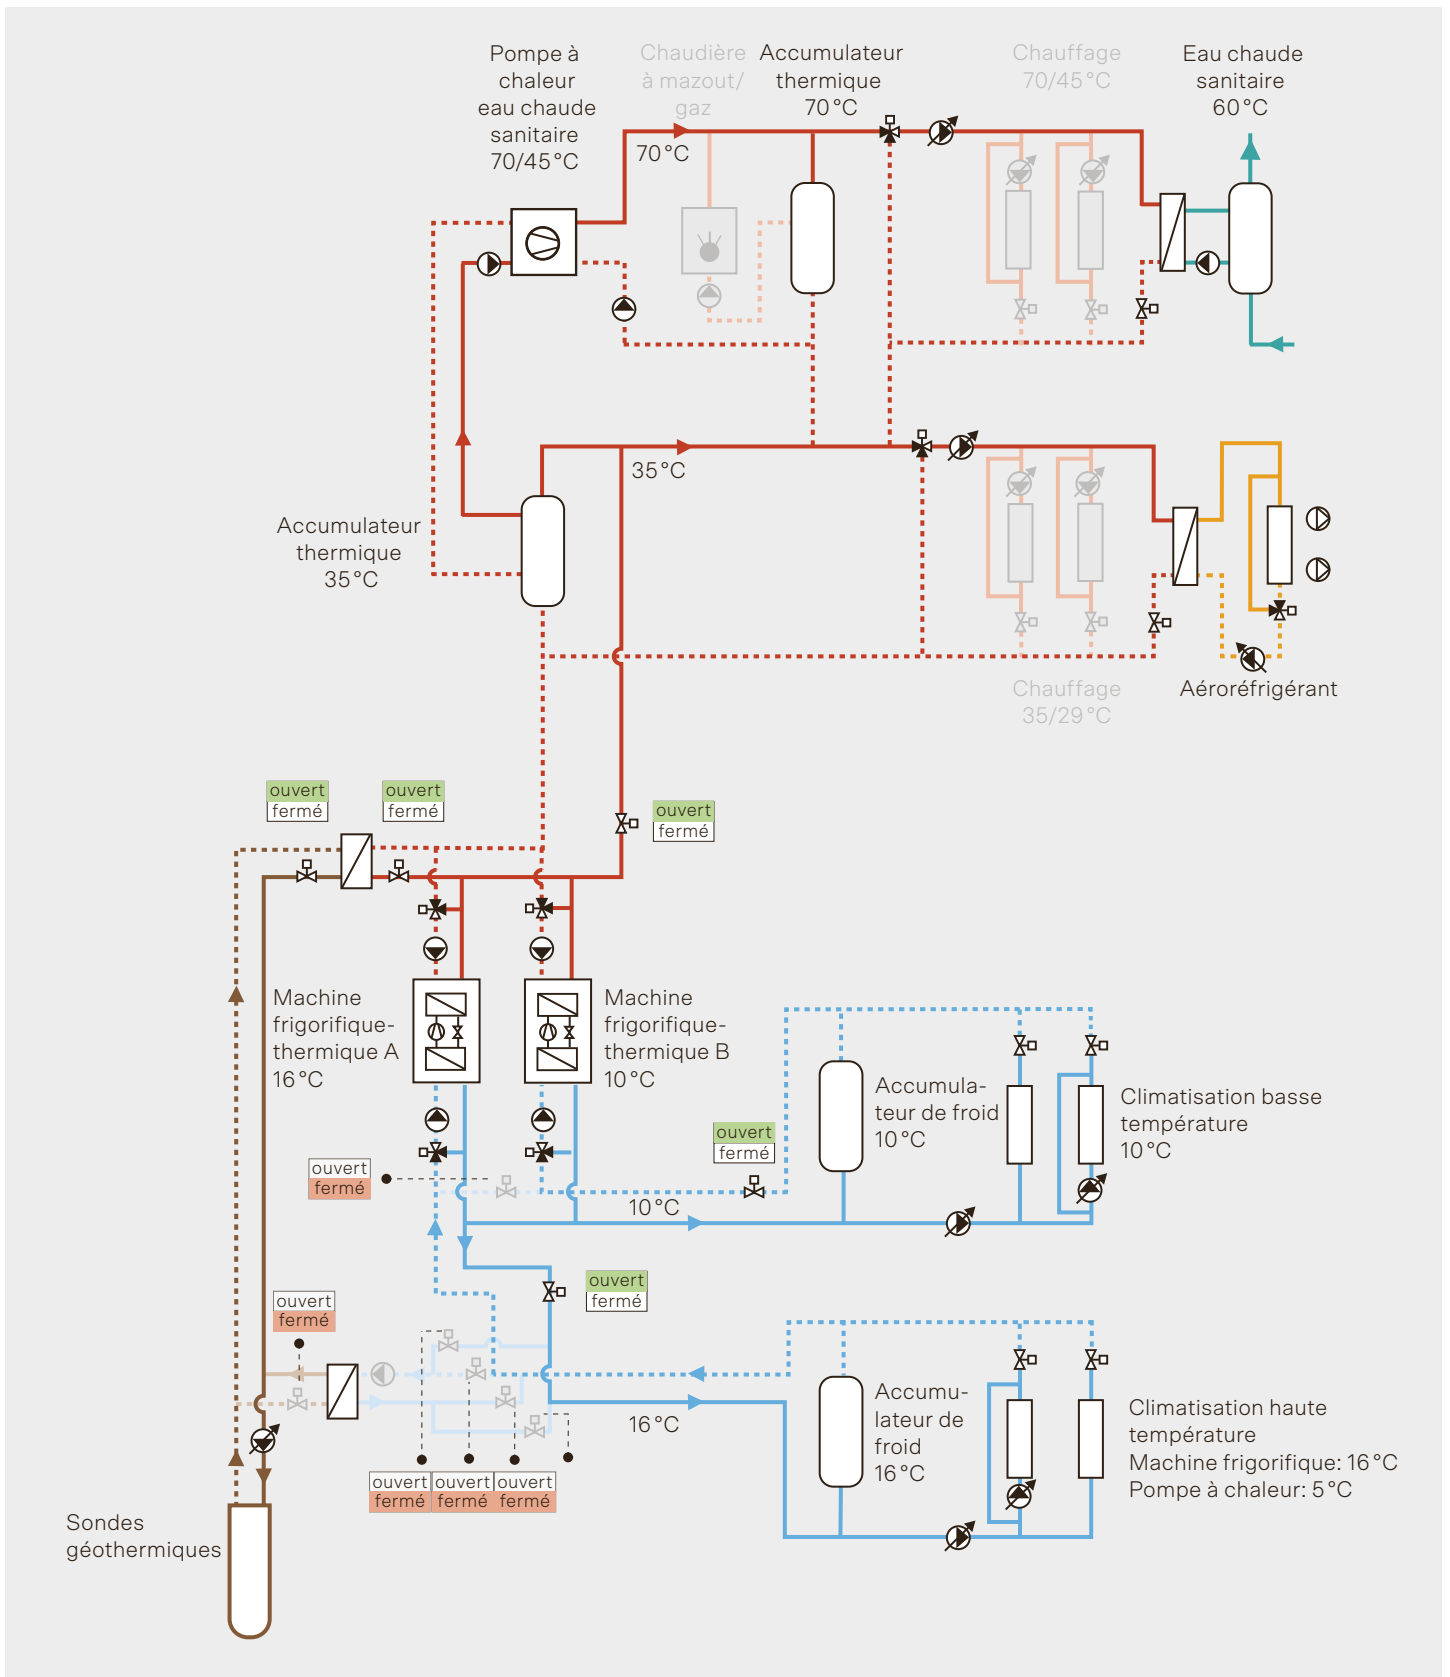 Pompe à
chaleur
eau chaude
sanitaire
70/45 °C
Chaudière
à mazout/
gaz
Accumulateur
thermique
70 °C
Chauffage
70/45 °C
Eau chaude
sanitaire
60 °C
70 °C
35 °C
Accumulateur
thermique
35 °C
Chauffage
35/29 °C
Aéroréfrigérant
ouvert
fermé
ouvert
fermé
ouvert
fermé
Machine
frigorifique-
thermique A
16 °C
Machine
frigorifique-
thermique B
10 °C
Accumula-
teur de froid
10 °C
Climatisation basse
température
10 °C
ouvert
fermé
ouvert
fermé
10 °C
ouvert
fermé
ouvert
fermé
16 °C
Accumu-
lateur de
froid
16 °C
Climatisation haute
température
Machine frigorifique: 16 °C
Pompe à chaleur: 5 °C
ouvert
fermé
ouvert
fermé
ouvert
fermé
Sondes
géothermiques